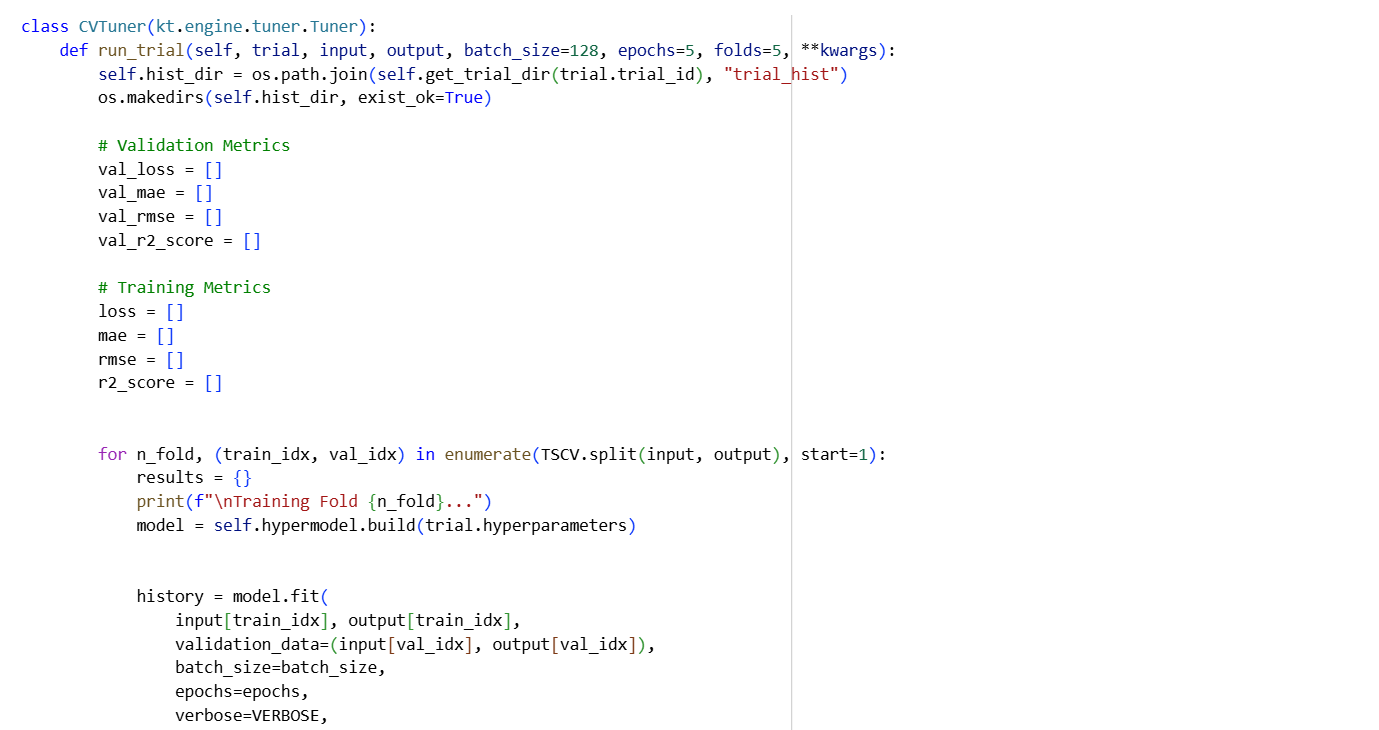 class CVTuner(kt.engine.tuner.Tuner):
    def run_trial(self, trial, input, output, batch_size=128, epochs=5, folds=5, **kwargs):
        self.hist_dir = os.path.join(self.get_trial_dir(trial.trial_id), "trial_hist")
        os.makedirs(self.hist_dir, exist_ok=True)

        # Validation Metrics
        val_loss = []
        val_mae = []
        val_rmse = []
        val_r2_score = []

        # Training Metrics
        loss = []
        mae = []
        rmse = []
        r2_score = []


        for n_fold, (train_idx, val_idx) in enumerate(TSCV.split(input, output), start=1):
            results = {}
            print(f"\nTraining Fold {n_fold}...")
            model = self.hypermodel.build(trial.hyperparameters)


            history = model.fit(
                input[train_idx], output[train_idx],
                validation_data=(input[val_idx], output[val_idx]),
                batch_size=batch_size,
                epochs=epochs,
                verbose=VERBOSE,